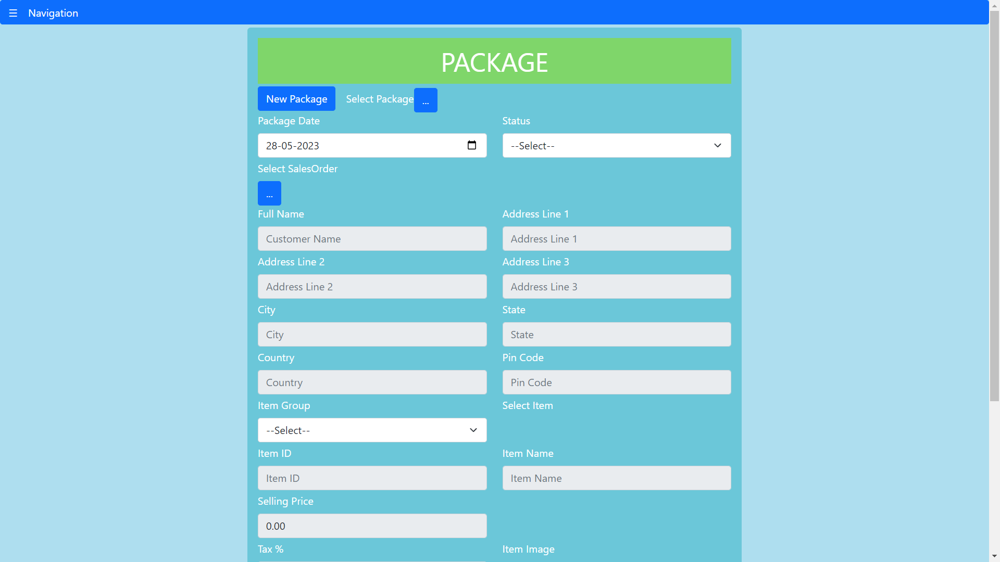 ☰ Navigation
PACKAGE
New Package Select Package ...
Package Date Status
28-05-2023 --Select--
Select SalesOrder
...
Full Name Address Line 1
Customer Name Address Line 1
Address Line 2 Address Line 3
Address Line 2 Address Line 3
City State
City State
Country Pin Code
Country Pin Code
Item Group Select Item
--Select--
Item ID Item Name
Item ID Item Name
Selling Price
0.00
Tax % Item Image